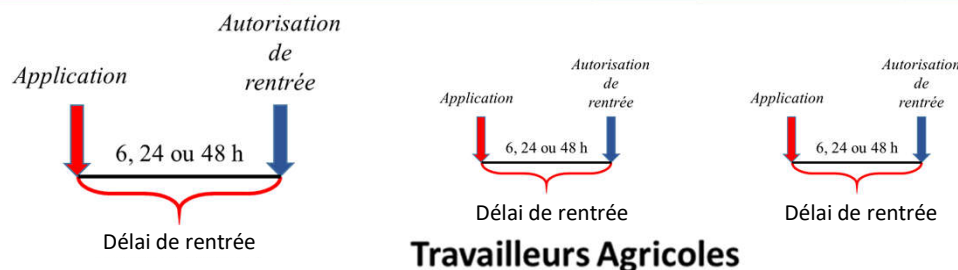 Application
Autorisation
de
rentrée
6, 24 ou 48 h
Délai de rentrée
Application
Autorisation
de
rentrée
6, 24 ou 48 h
Délai de rentrée
Application
Autorisation
de
rentrée
6, 24 ou 48 h
Délai de rentrée
Travailleurs Agricoles